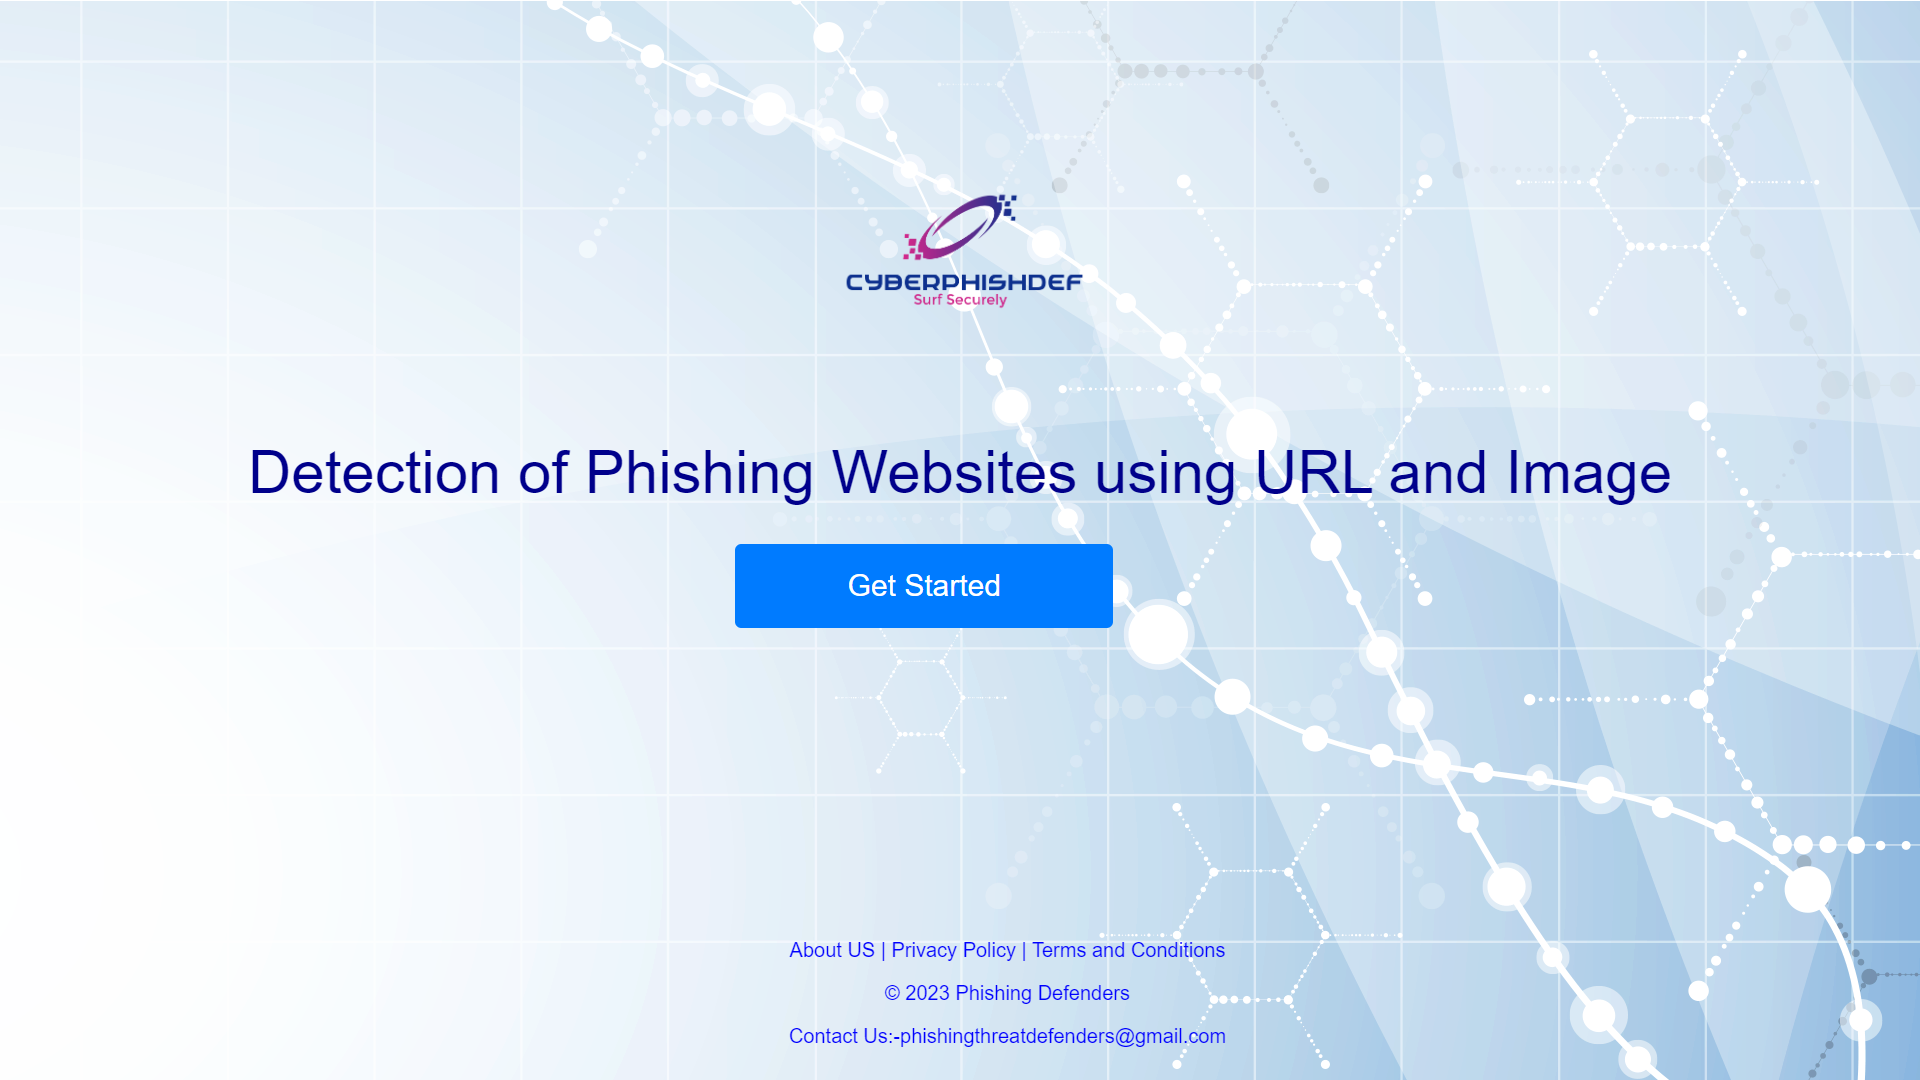 CYBERPHISHDEF
Surf Securely
Detection of Phishing Websites using URL and Image
Get Started
About US | Privacy Policy | Terms and Conditions
© 2023 Phishing Defenders
Contact Us:-phishingthreatdefenders@gmail.com